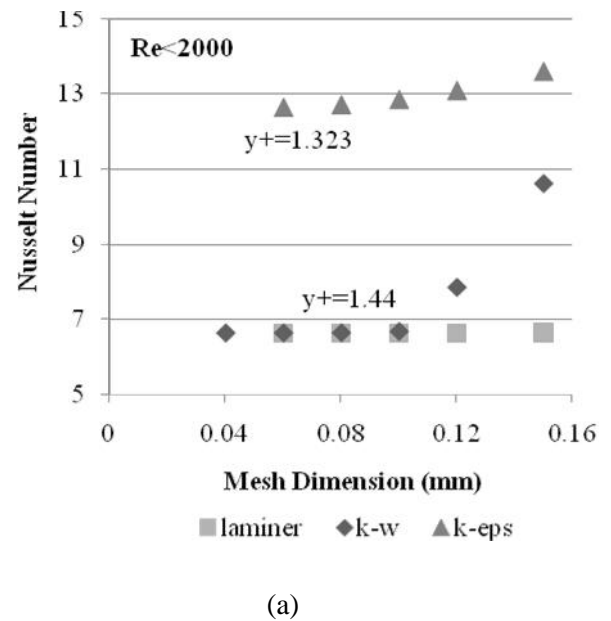 15
Re<2000
13
y+=1.323
11
Nusselt Number
9
y+=1.44
7
5
0 0.04 0.08 0.12 0.16
Mesh Dimension (mm)
laminer k-w k-eps
(a)